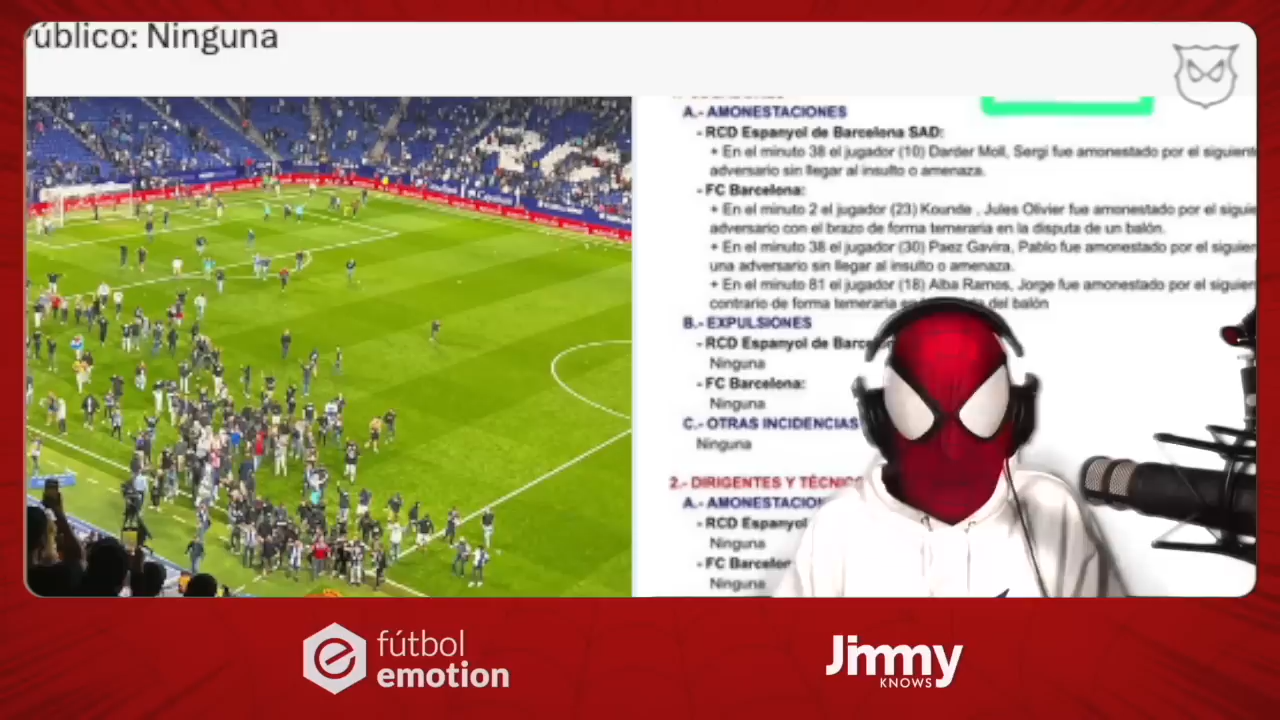 Público: Ninguna
A.- AMONESTACIONES
- RCD Espanyol de Barcelona SAD:
+ En el minuto 38 el jugador (10) Darder Moll, Sergi fue amonestado por el siguient
adversario sin llegar al insulto o amenaza.
- FC Barcelona:
+ En el minuto 2 el jugador (23) Kounde , Jules Olivier fue amonestado por el siguie
adversario con el brazo de forma temeraria en la disputa de un balón.
+ En el minuto 38 el jugador (30) Paez Gavira, Pablo fue amonestado por el siguien
una adversario sin llegar al insulto o amenaza.
+ En el minuto 81 el jugador (18) Alba Ramos, Jorge fue amonestado por el siguien
contrario de forma temeraria en del balón
B.- EXPULSIONES
- RCD Espanyol de Barce
Ninguna
- FC Barcelona:
Ninguna
C.- OTRAS INCIDENCIAS
Ninguna
2.- DIRIGENTES Y TÉCNICO
A.- AMONESTACION
- RCD Espanyol
Ninguna
- FC Barcelon
Ninguna
fútbol
emotion
Jimmy
KNOWS